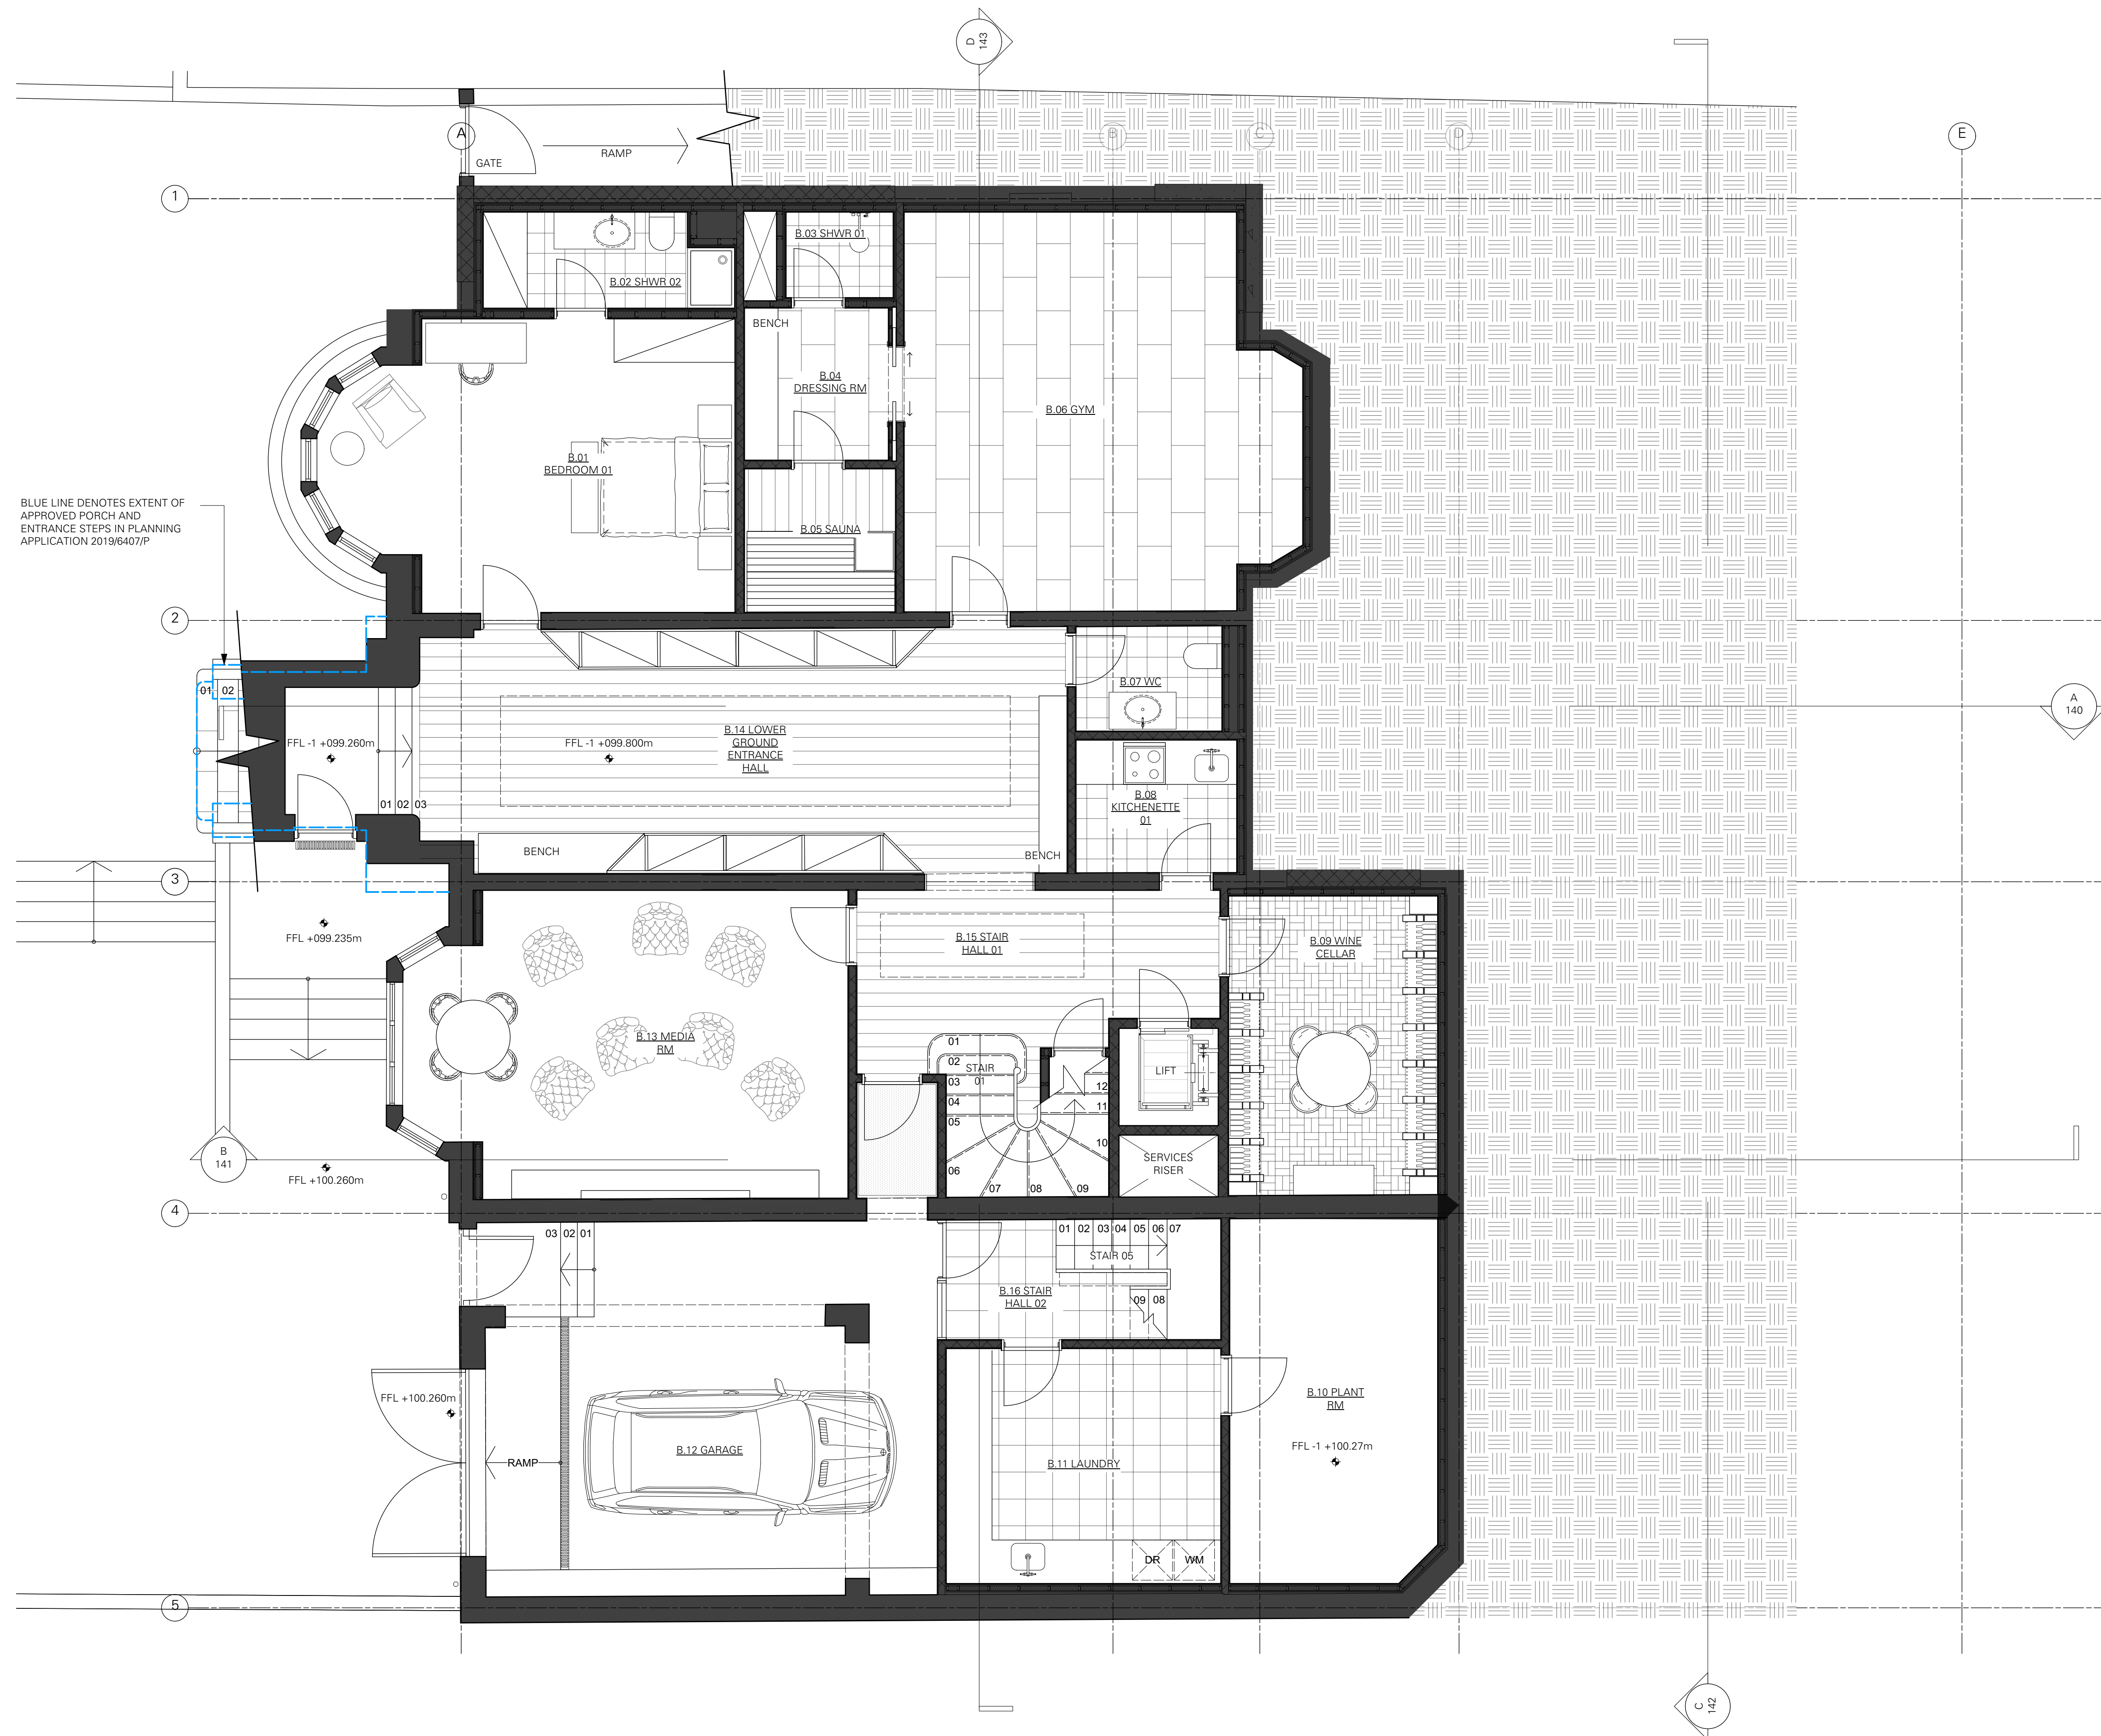 D
143
A
B
C
D
E
GATE
RAMP
1
B.03 SHWR 01
B.02 SHWR 02
BENCH
B.04
DRESSING RM
B.06 GYM
B.01
BEDROOM 01
BLUE LINE DENOTES EXTENT OF
APPROVED PORCH AND
ENTRANCE STEPS IN PLANNING
APPLICATION 2019/6407/P
B.05 SAUNA
2
01 02
B.07 WC
A
140
FFL -1 +099.260m
FFL -1 +099.800m
B.14 LOWER
GROUND
ENTRANCE
HALL
01 02 03
B.08
KITCHENETTE
01
BENCH
BENCH
3
FFL +099.235m
B.15 STAIR
HALL 01
B.09 WINE
CELLAR
B.13 MEDIA
RM
01
02
STAIR
01
03
04
05
06
07
08
09
10
11
12
LIFT
SERVICES
RISER
B
141
FFL +100.260m
4
03 02 01
01 02 03 04 05 06 07
STAIR 05
B.16 STAIR
HALL 02
09 08
FFL +100.260m
B.10 PLANT
RM
FFL -1 +100.27m
RAMP
B.12 GARAGE
B.11 LAUNDRY
DR
WM
5
C
142